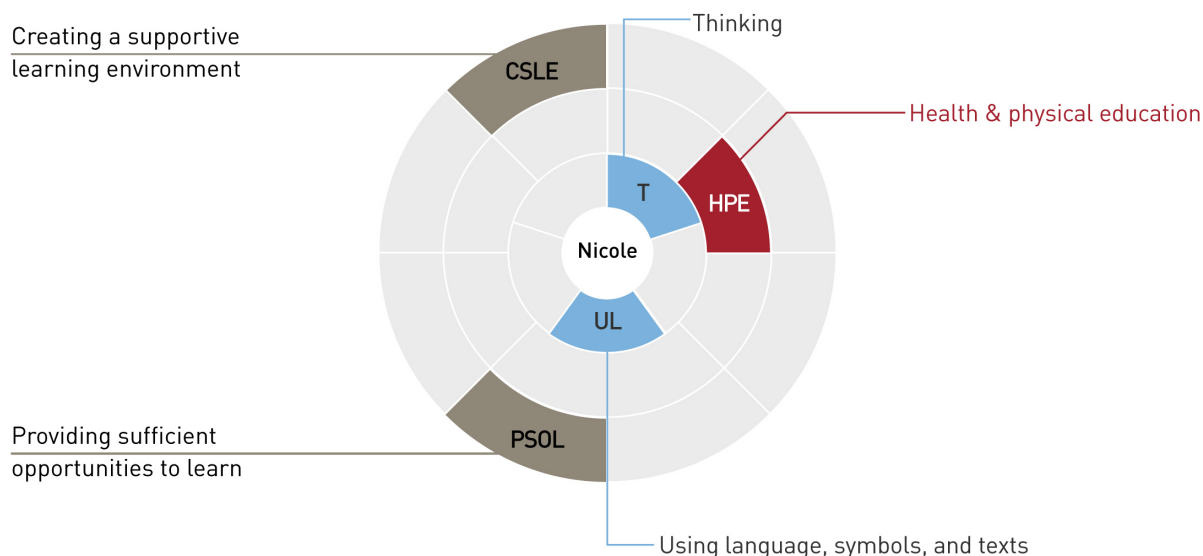 Thinking
Creating a supportive
learning environment
CSLE
Health & physical education
T
HPE
Nicole
UL
Providing sufficient
opportunities to learn
PSOL
Using language, symbols, and texts